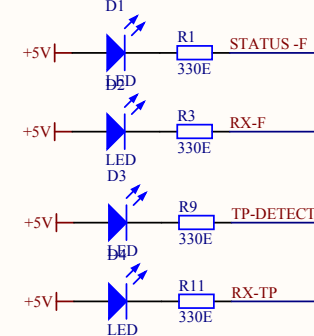 D1
+5V R1 STATUS -F
LED 330E
D2
+5V R3 RX-F
LED 330E
D3
+5V R9 TP-DETECT
LED 330E
D4
+5V R11 RX-TP
LED 330E